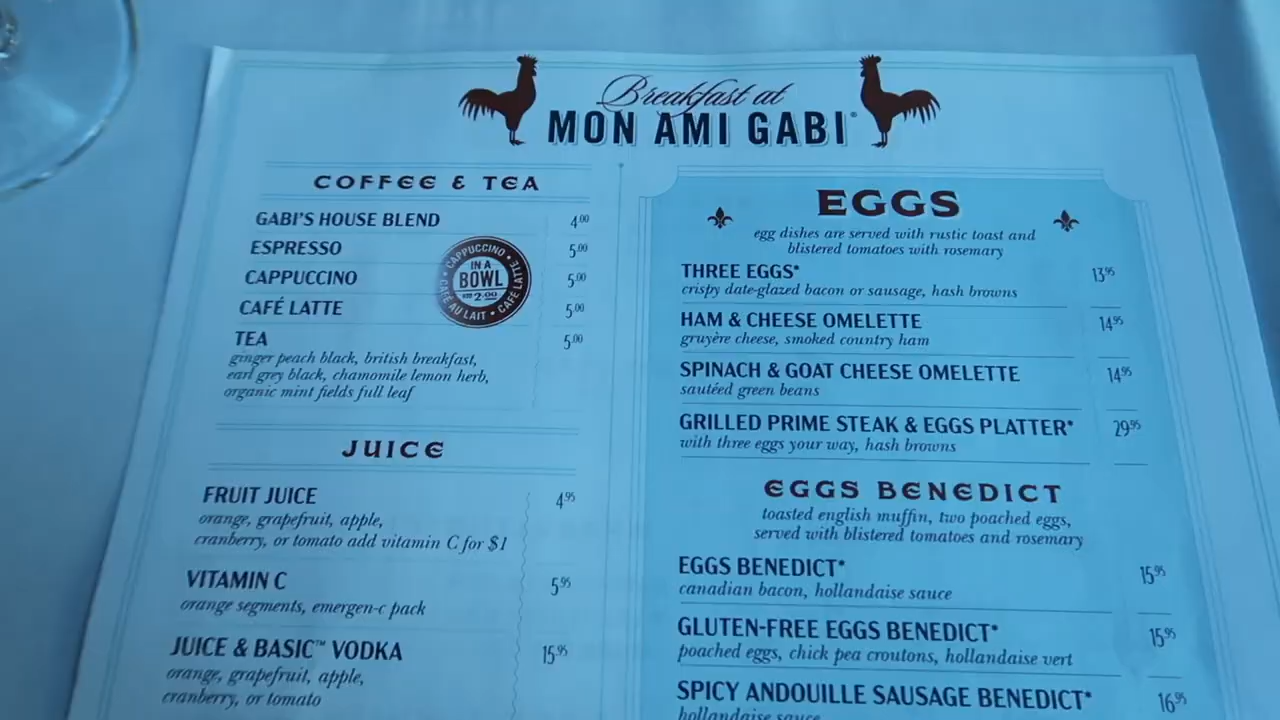 Breakfast at
MON AMI GABI®
COFFEE & TEA
GABI'S HOUSE BLEND 4.00
ESPRESSO 5.00
CAPPUCCINO 5.00
CAFÉ LATTE 5.00
TEA 5.00
ginger peach black, british breakfast,
earl grey black, chamomile lemon herb,
organic mint fields full leaf
CAPPUCCINO • CAFÉ LATTE • CAFÉ AU LAIT •
IN A
BOWL
2.00
JUICE
FRUIT JUICE 4.95
orange, grapefruit, apple,
cranberry, or tomato add vitamin C for $1
VITAMIN C 5.95
orange segments, emergen-c pack
JUICE & BASIC™ VODKA 15.95
orange, grapefruit, apple,
cranberry, or tomato
EGGS
egg dishes are served with rustic toast and
blistered tomatoes with rosemary
THREE EGGS* 13.95
crispy date-glazed bacon or sausage, hash browns
HAM & CHEESE OMELETTE 14.95
gruyère cheese, smoked country ham
SPINACH & GOAT CHEESE OMELETTE 14.95
sautéed green beans
GRILLED PRIME STEAK & EGGS PLATTER* 29.95
with three eggs your way, hash browns
EGGS BENEDICT
toasted english muffin, two poached eggs,
served with blistered tomatoes and rosemary
EGGS BENEDICT* 15.95
canadian bacon, hollandaise sauce
GLUTEN-FREE EGGS BENEDICT* 15.95
poached eggs, chick pea croutons, hollandaise vert
SPICY ANDOUILLE SAUSAGE BENEDICT* 16.95
hollandaise sauce